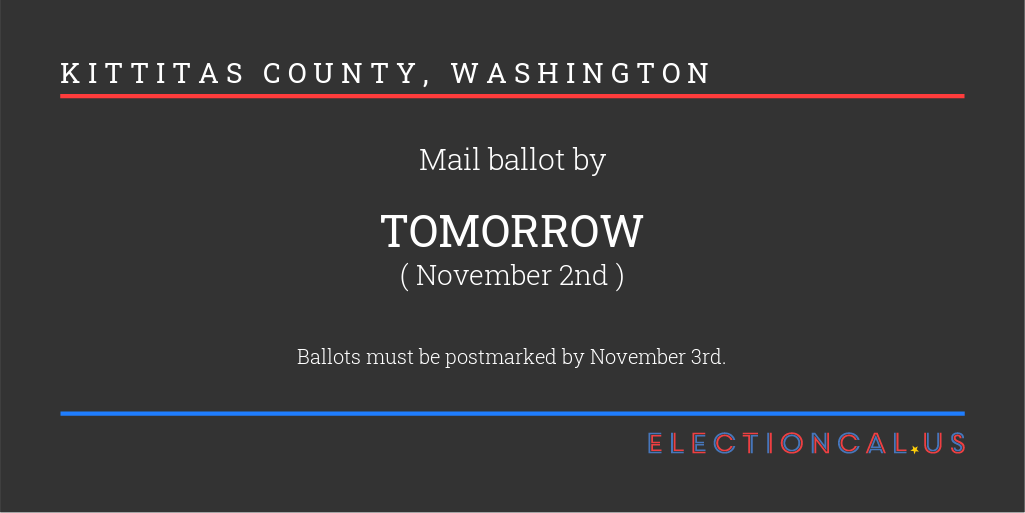 KITTITAS COUNTY, WASHINGTON
Mail ballot by
TOMORROW
( November 2nd )
Ballots must be postmarked by November 3rd.
ELECTIONCAL.US